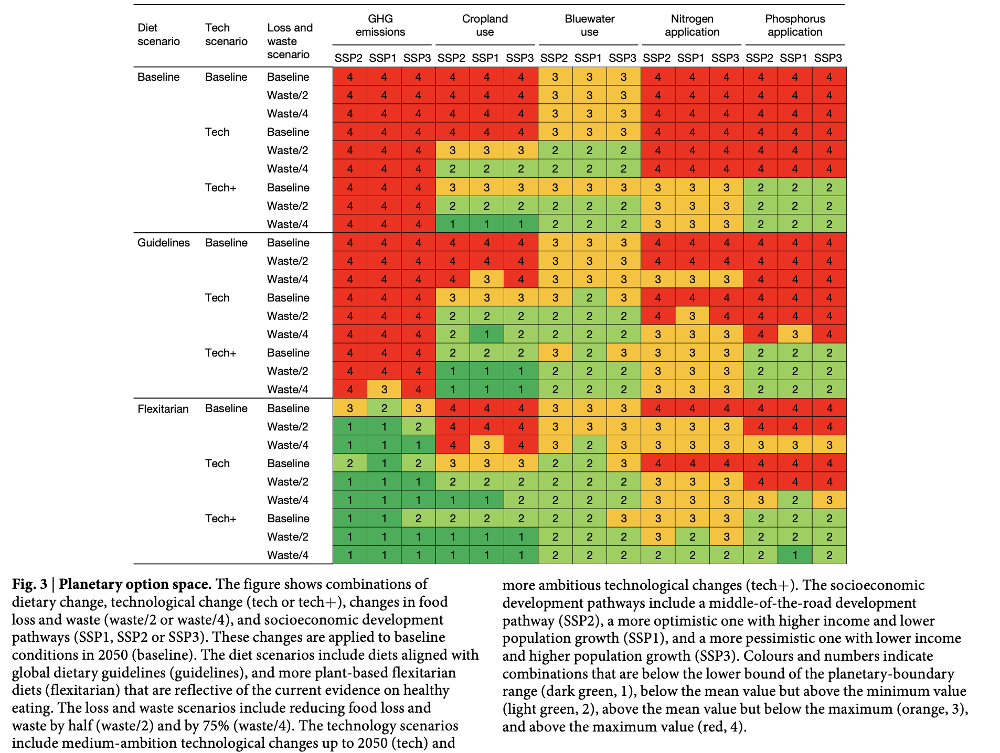 GHG Cropland Bluewater Nitrogen Phosphorus
Diet Tech Loss and emissions use use application application
scenario scenario waste
scenario SSP2 SSP1 SSP3 SSP2 SSP1 SSP3 SSP2 SSP1 SSP3 SSP2 SSP1 SSP3 SSP2 SSP1 SSP3
Baseline Baseline Baseline 4 4 4 4 4 4 3 3 3 4 4 4 4 4 4
Waste/2 4 4 4 4 4 4 3 3 3 4 4 4 4 4 4
Waste/4 4 4 4 4 4 4 3 3 3 4 4 4 4 4 4
Tech Baseline 4 4 4 4 4 4 3 3 3 4 4 4 4 4 4
Waste/2 4 4 4 3 3 3 2 2 2 4 4 4 4 4 4
Waste/4 4 4 4 2 2 2 2 2 2 4 4 4 4 4 4
Tech+ Baseline 4 4 4 3 3 3 3 3 3 3 3 3 2 2 2
Waste/2 4 4 4 2 2 2 2 2 2 3 3 3 2 2 2
Waste/4 4 4 4 1 1 1 2 2 2 3 3 3 2 2 2
Guidelines Baseline Baseline 4 4 4 4 4 4 3 3 3 4 4 4 4 4 4
Waste/2 4 4 4 4 4 4 3 3 3 4 4 4 4 4 4
Waste/4 4 4 4 4 3 4 3 3 3 3 3 3 4 4 4
Tech Baseline 4 4 4 3 3 3 3 2 3 4 4 4 4 4 4
Waste/2 4 4 4 2 2 2 2 2 2 4 3 4 4 4 4
Waste/4 4 4 4 2 1 2 2 2 2 3 3 3 4 3 4
Tech+ Baseline 4 4 4 2 2 2 3 2 3 3 3 3 2 2 2
Waste/2 4 4 4 1 1 1 2 2 2 3 3 3 2 2 2
Waste/4 4 3 4 1 1 1 2 2 2 3 3 3 2 2 2
Flexitarian Baseline Baseline 3 2 3 4 4 4 3 3 3 4 4 4 4 4 4
Waste/2 1 1 2 4 4 4 3 3 3 3 3 3 4 4 4
Waste/4 1 1 1 4 3 4 3 2 3 3 3 3 3 3 3
Tech Baseline 2 1 2 3 3 3 2 2 3 4 4 4 4 4 4
Waste/2 1 1 1 2 2 2 2 2 2 3 3 3 4 4 4
Waste/4 1 1 1 1 1 2 2 2 2 3 3 3 3 2 3
Tech+ Baseline 1 1 2 2 2 2 2 2 3 3 3 3 2 2 2
Waste/2 1 1 1 1 1 1 2 2 2 3 2 3 2 2 2
Waste/4 1 1 1 1 1 1 2 2 2 2 2 2 2 1 2
Fig. 3 | Planetary option space. The figure shows combinations of
dietary change, technological change (tech or tech+), changes in food
loss and waste (waste/2 or waste/4), and socioeconomic development
pathways (SSP1, SSP2 or SSP3). These changes are applied to baseline
conditions in 2050 (baseline). The diet scenarios include diets aligned with
global dietary guidelines (guidelines), and more plant-based flexitarian
diets (flexitarian) that are reflective of the current evidence on healthy
eating. The loss and waste scenarios include reducing food loss and
waste by half (waste/2) and by 75% (waste/4). The technology scenarios
include medium-ambition technological changes up to 2050 (tech) and
more ambitious technological changes (tech+). The socioeconomic
development pathways include a middle-of-the-road development
pathway (SSP2), a more optimistic one with higher income and lower
population growth (SSP1), and a more pessimistic one with lower income
and higher population growth (SSP3). Colours and numbers indicate
combinations that are below the lower bound of the planetary-boundary
range (dark green, 1), below the mean value but above the minimum value
(light green, 2), above the mean value but below the maximum (orange, 3),
and above the maximum value (red, 4).